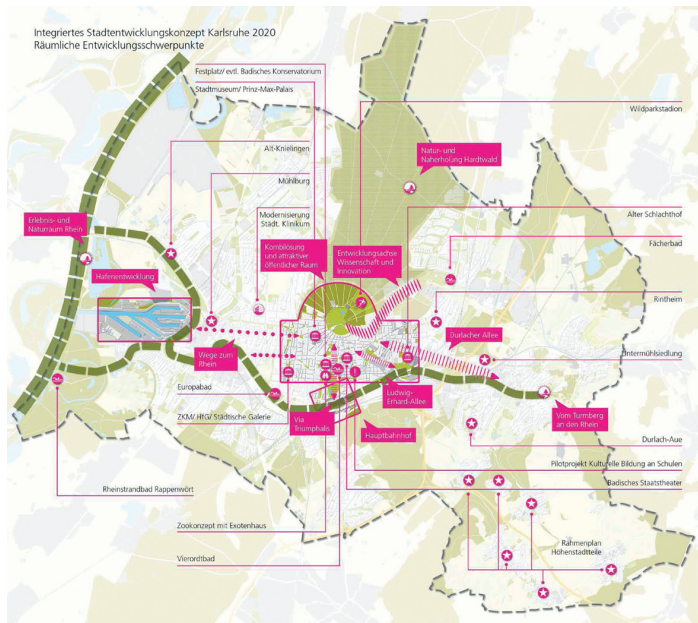 Integriertes Stadtentwicklungskonzept Karlsruhe 2020
Räumliche Entwicklungsschwerpunkte
Festplatz/ evtl. Badisches Konservatorium
Stadtmuseum/ Prinz-Max-Palais
Wildparkstadion
Alt-Knielingen
Natur- und
Naherholung Hardtwald
Mühlburg
Erlebnis- und
Naturraum Rhein
Modernisierung
Städt. Klinikum
Alter Schlachthof
Kombilösung
und attraktiver
öffentlicher Raum
Entwicklungsachse
Wissenschaft und
Innovation
Fächerbad
Hafenentwicklung
Rintheim
Durlacher Allee
Wege zum
Rhein
Untermühlsiedlung
Europabad
Ludwig-
Erhard-Allee
ZKM/ HfG/ Städtische Galerie
Via
Triumphalis
Vom Turmberg
an den Rhein
Hauptbahnhof
Durlach-Aue
Pilotprojekt Kulturelle Bildung an Schulen
Rheinstrandbad Rappenwört
Badisches Staatstheater
Zookonzept mit Exotenhaus
Rahmenplan
Höhenstadtteile
Vierordtbad